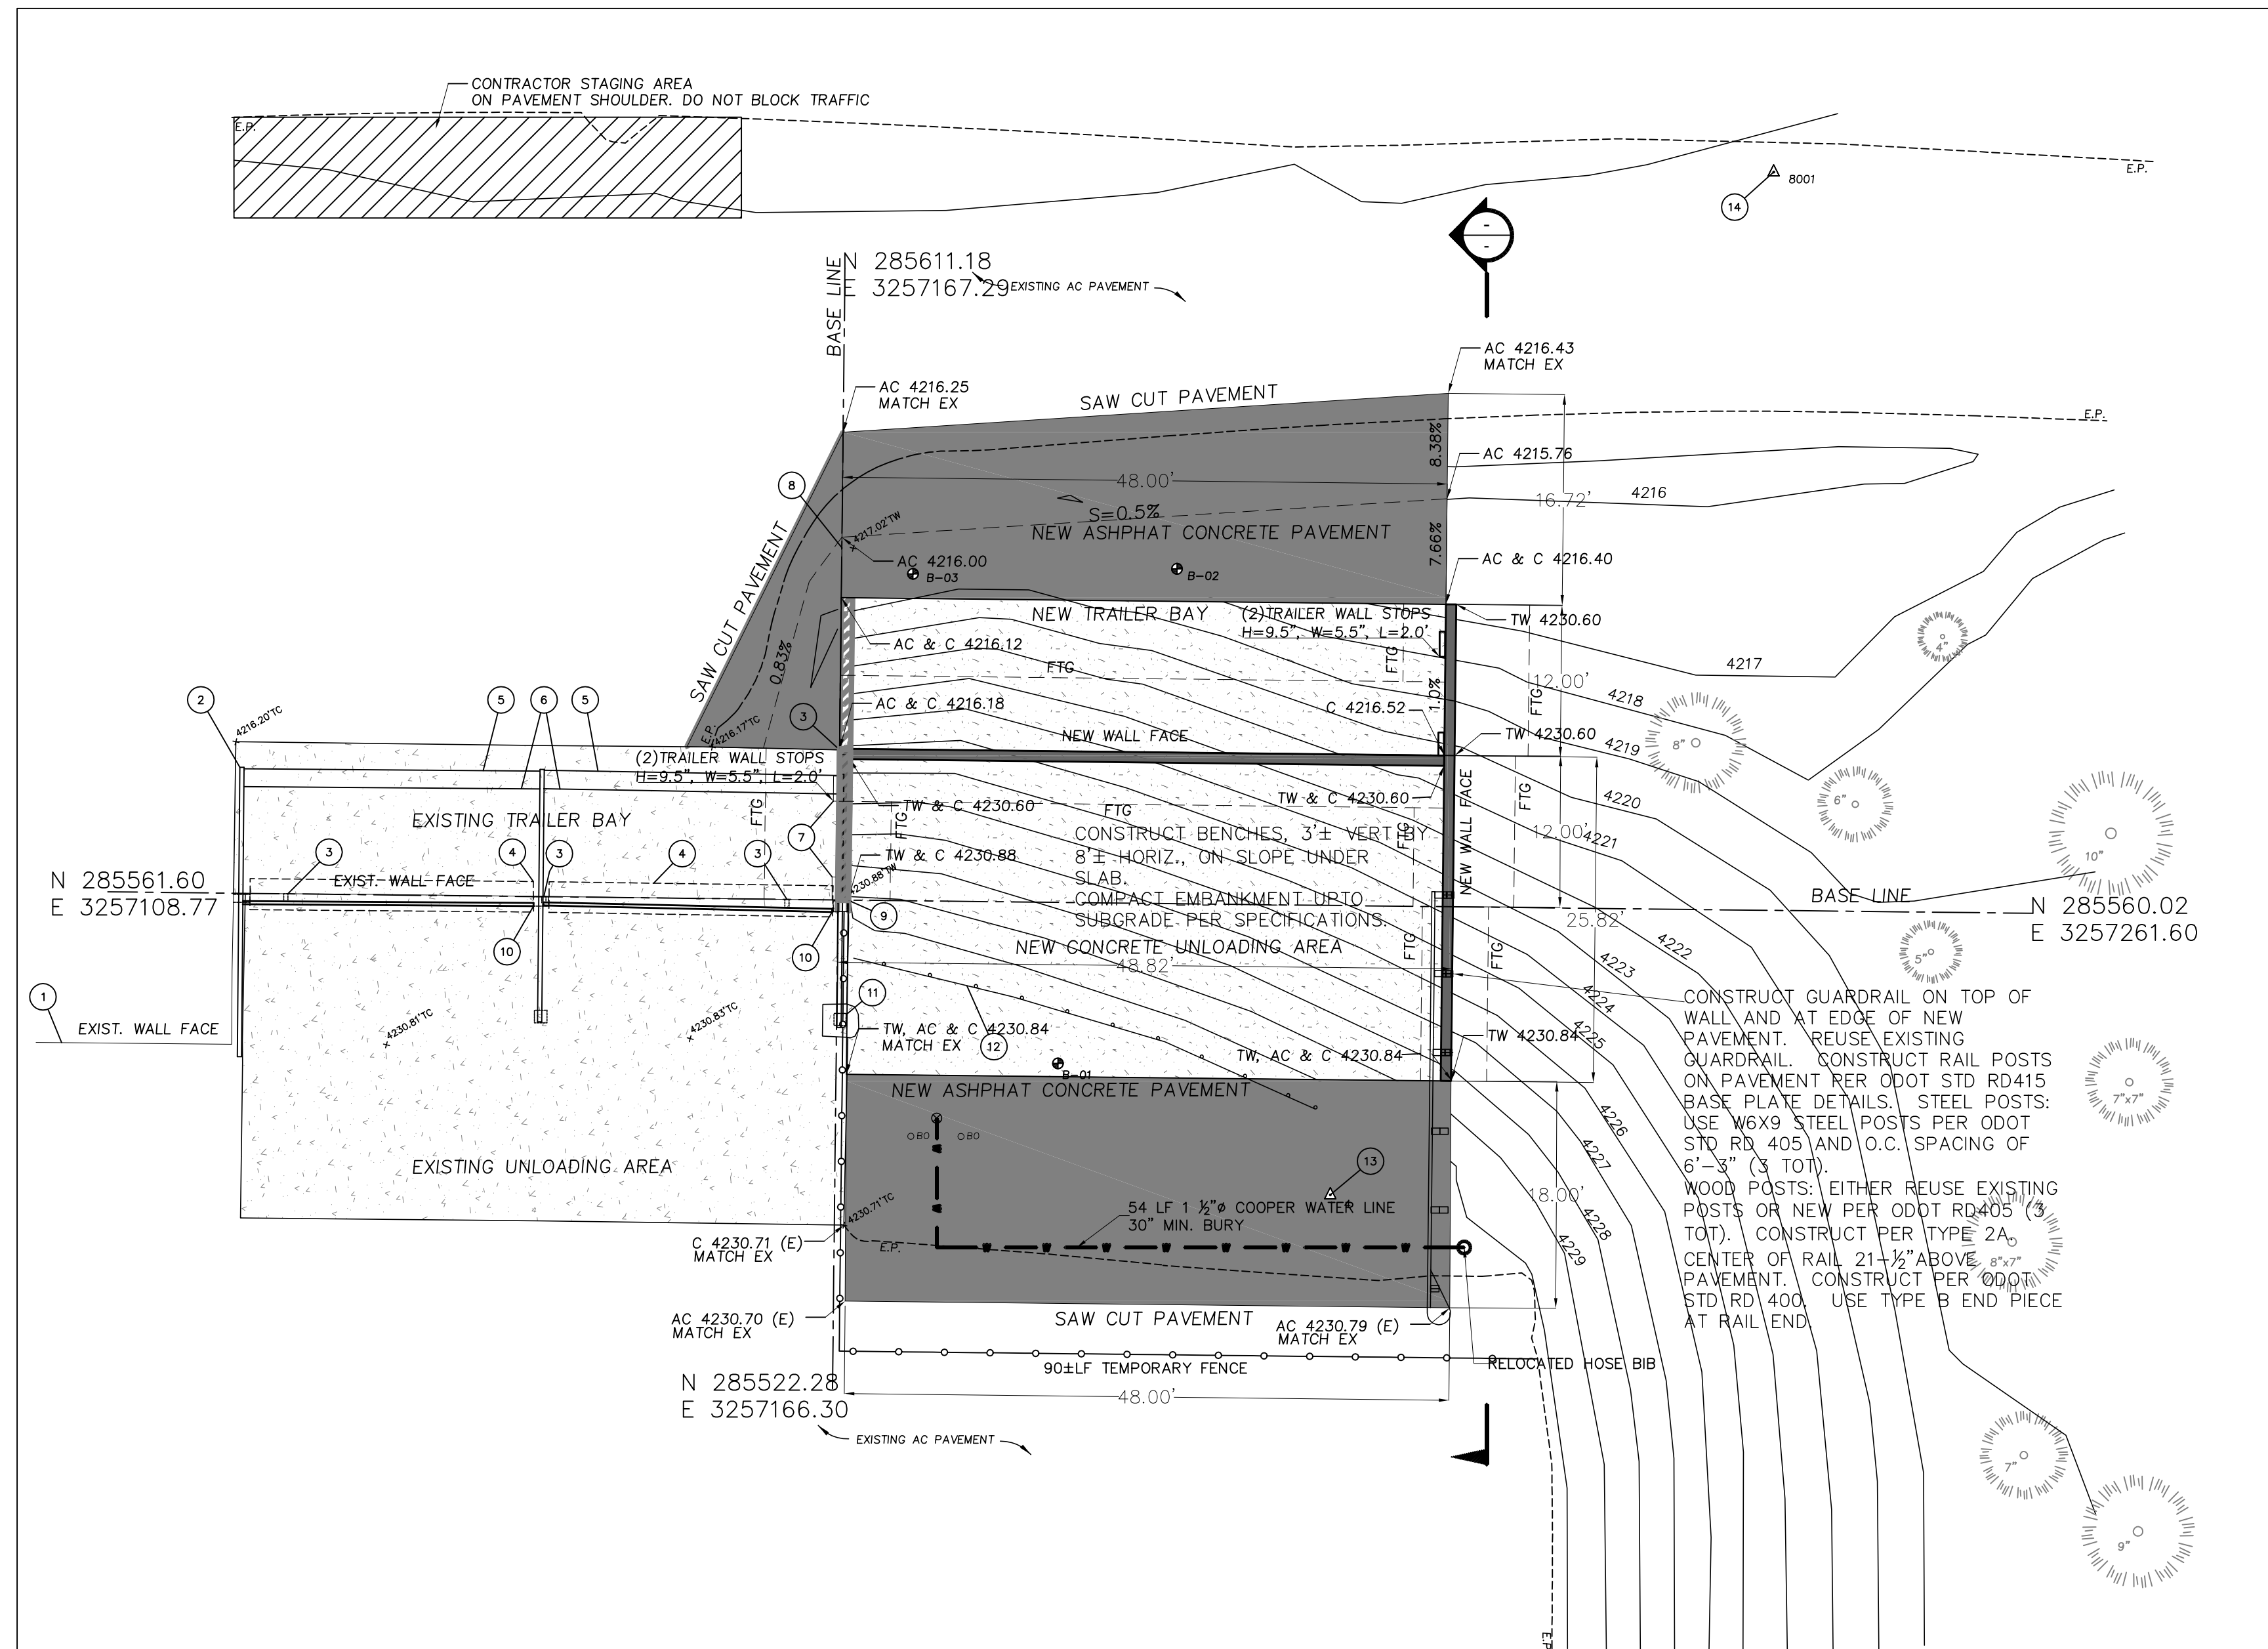 CONTRACTOR STAGING AREA
ON PAVEMENT SHOULDER. DO NOT BLOCK TRAFFIC
E.P.
E.P.
8001
14
-
-
BASE LINE
N 285611.18
E 3257167.29
EXISTING AC PAVEMENT
AC 4216.43
MATCH EX
AC 4216.25
MATCH EX
SAW CUT PAVEMENT
E.P.
8.38%
AC 4215.76
8
48.00'
16.72'
4216
4217.02'TW
S=0.5%
NEW ASHPHAT CONCRETE PAVEMENT
7.66%
SAW CUT PAVEMENT
AC 4216.00
B-03
B-02
AC & C 4216.40
NEW TRAILER BAY
(2)TRAILER WALL STOPS
H=9.5", W=5.5", L=2.0'
TW 4230.60
4"
0.83%
AC & C 4216.12
FTG
FTG
4217
12.00'
1.0%
FTG
4218
2
5
6
5
3
4216.20'TC
E.P.
4216.17'TC
AC & C 4216.18
C 4216.52
NEW WALL FACE
TW 4230.60
4219
8"
(2)TRAILER WALL STOPS
H=9.5", W=5.5", L=2.0'
FTG
FTG
TW & C 4230.60
FTG
TW & C 4230.60
NEW WALL FACE
FTG
4220
6"
EXISTING TRAILER BAY
7
CONSTRUCT BENCHES, 3'± VERT BY
8'± HORIZ., ON SLOPE UNDER
SLAB.
COMPACT EMBANKMENT UPTO
SUBGRADE PER SPECIFICATIONS.
FTG
12.00'
4221
10"
3
4
3
4
3
TW & C 4230.88
4230.88'TW
N 285561.60
E 3257108.77
EXIST. WALL FACE
9
BASE LINE
N 285560.02
E 3257261.60
25.82'
10
10
NEW CONCRETE UNLOADING AREA
48.82'
FTG
FTG
4222
5"
4223
1
EXIST. WALL FACE
11
4224
4230.81'TC
4230.83'TC
TW, AC & C 4230.84
MATCH EX
12
TW, AC & C 4230.84
TW 4230.84
4225
B-01
CONSTRUCT GUARDRAIL ON TOP OF
WALL AND AT EDGE OF NEW
PAVEMENT. REUSE EXISTING
GUARDRAIL. CONSTRUCT RAIL POSTS
ON PAVEMENT PER ODOT STD RD415
BASE PLATE DETAILS. STEEL POSTS:
USE W6X9 STEEL POSTS PER ODOT
STD RD 405 AND O.C. SPACING OF
6'-3" (3 TOT).
WOOD POSTS: EITHER REUSE EXISTING
POSTS OR NEW PER ODOT RD405 (3
TOT). CONSTRUCT PER TYPE 2A.
CENTER OF RAIL 21-½"ABOVE
PAVEMENT. CONSTRUCT PER ODOT
STD RD 400. USE TYPE B END PIECE
AT RAIL END.
7"x7"
NEW ASHPHAT CONCRETE PAVEMENT
BO
BO
4226
EXISTING UNLOADING AREA
13
4227
54 LF 1 ½"ø COOPER WATER LINE
30" MIN. BURY
18.00'
4230.71'TC
4228
C 4230.71 (E)
MATCH EX
E.P.
4229
8"x7"
AC 4230.70 (E)
MATCH EX
SAW CUT PAVEMENT
AC 4230.79 (E)
MATCH EX
90±LF TEMPORARY FENCE
RELOCATED HOSE BIB
N 285522.28
E 3257166.30
48.00'
EXISTING AC PAVEMENT
7"
9"
E.P.